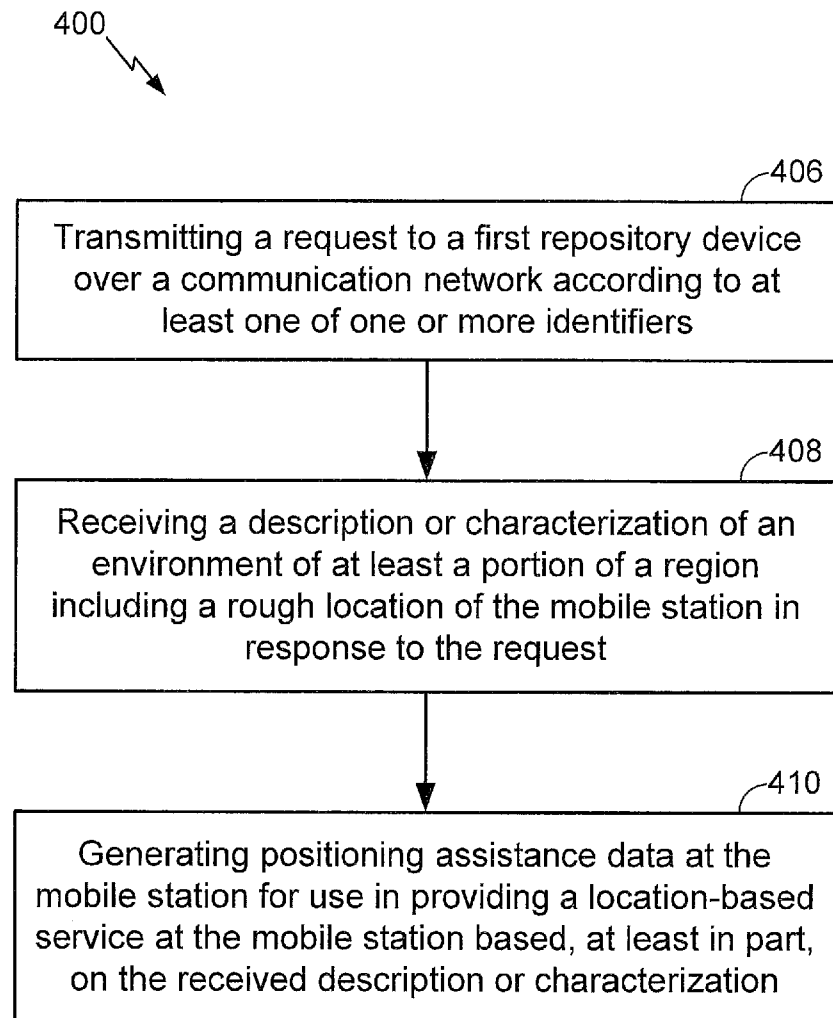 400
406
Transmitting a request to a first repository device
over a communication network according to at
least one of one or more identifiers
408
Receiving a description or characterization of an
environment of at least a portion of a region
including a rough location of the mobile station in
response to the request
410
Generating positioning assistance data at the
mobile station for use in providing a location-based
service at the mobile station based, at least in part,
on the received description or characterization